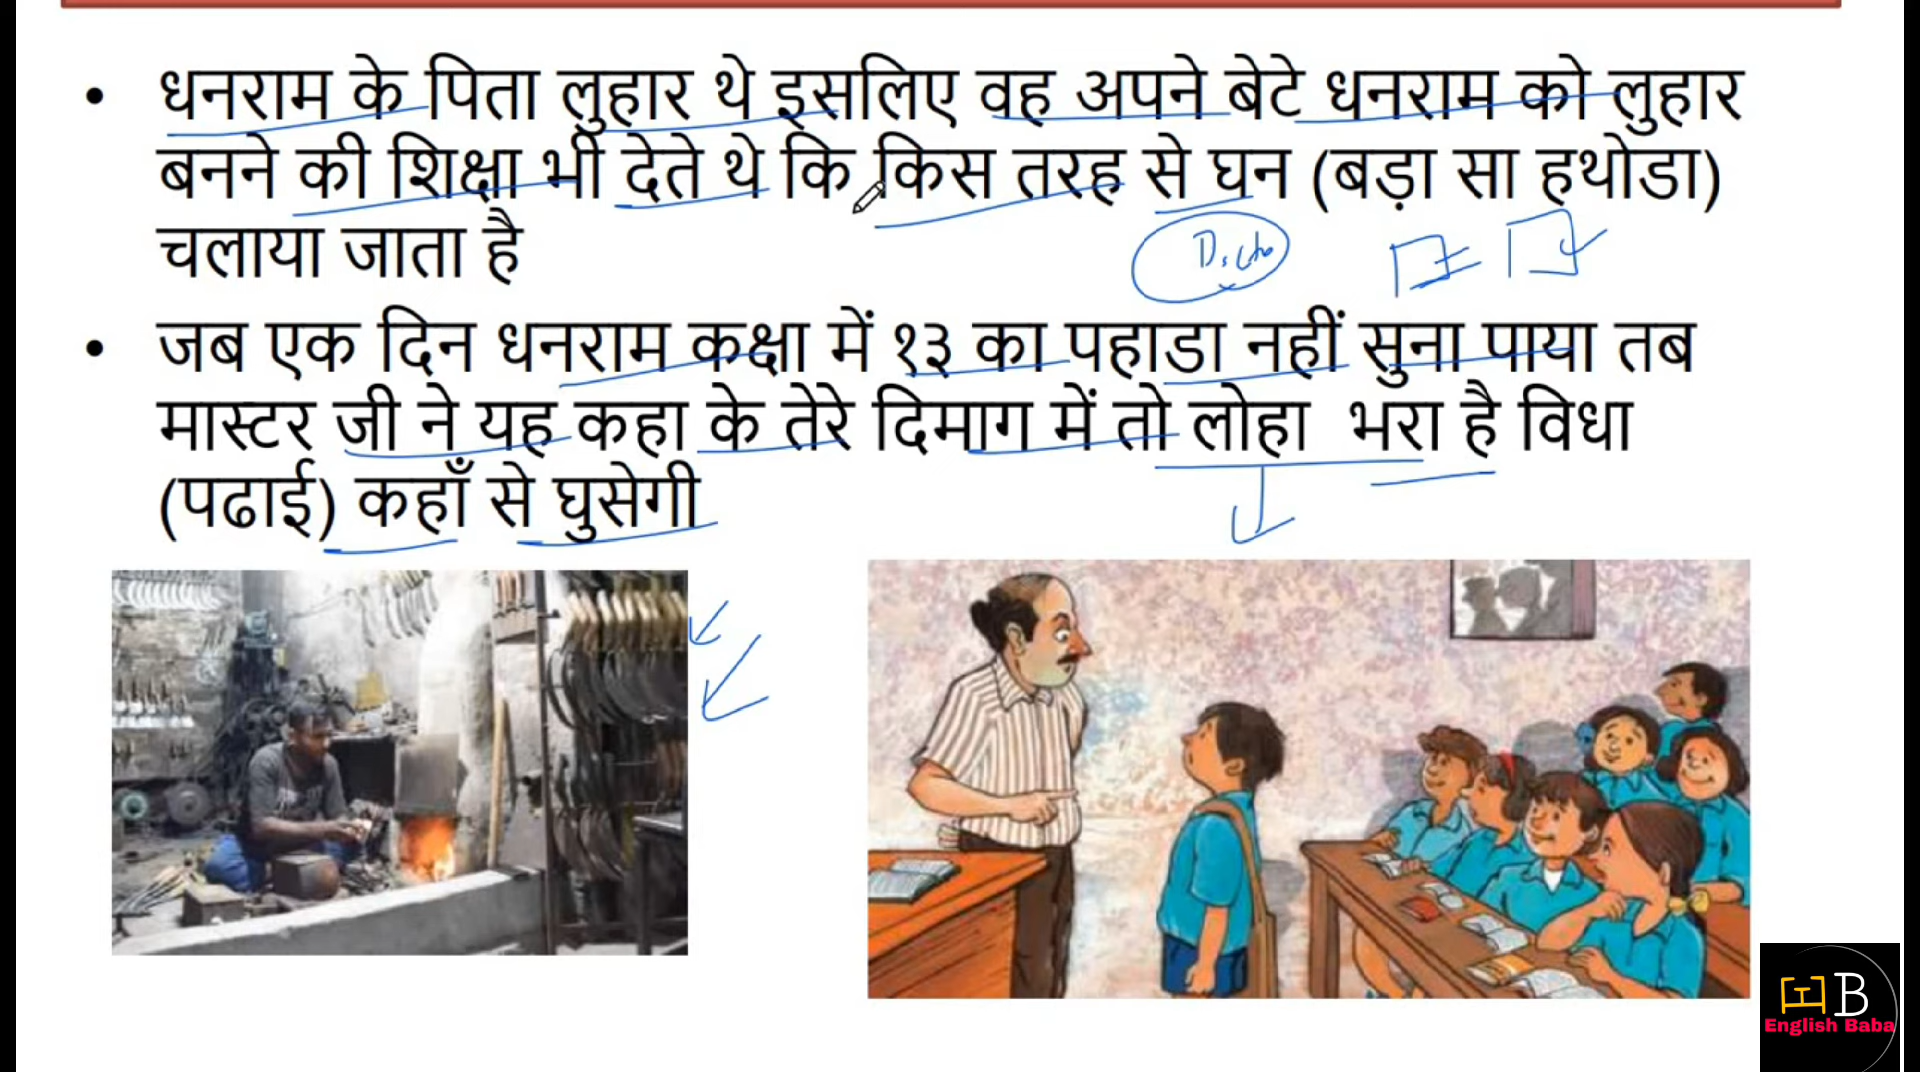 • धनराम के पिता लुहार थे इसलिए वह अपने बेटे धनराम को लुहार
बनने की शिक्षा भी देते थे कि किस तरह से घन (बड़ा सा हथोडा)
चलाया जाता है
• जब एक दिन धनराम कक्षा में १३ का पहाडा नहीं सुना पाया तब
मास्टर जी ने यह कहा के तेरे दिमाग में तो लोहा भरा है विधा
(पढाई) कहाँ से घुसेगी
B
English Baba